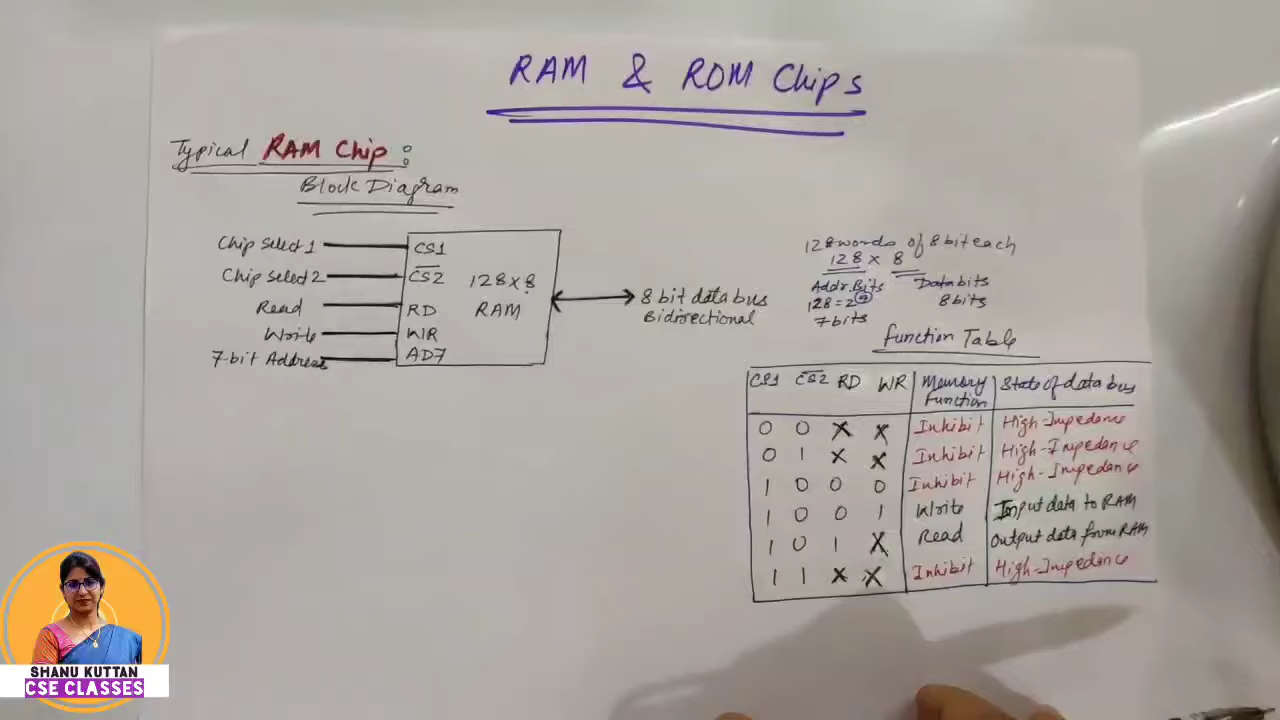 RAM & ROM Chips
Typical RAM Chip :
Block Diagram
Chip Select 1 CS1
Chip Select 2 C̅S̅2̅
Read RD
Write WR
7-bit Address AD7
128 x 8
RAM
8 bit data bus
Bidirectional
128 words of 8 bit each
128 x 8
Addr. Bits Data bits
128 = 2⁷ 8 bits
7 bits
Function Table
CS1 C̅S̅2̅ RD WR Memory Function State of data bus
0 0 X X Inhibit High-Impedance
0 1 X X Inhibit High-Impedance
1 0 0 0 Inhibit High-Impedance
1 0 0 1 Write Input data to RAM
1 0 1 X Read Output data from RAM
1 1 X X Inhibit High-Impedance
SHANU KUTTAN
CSE CLASSES